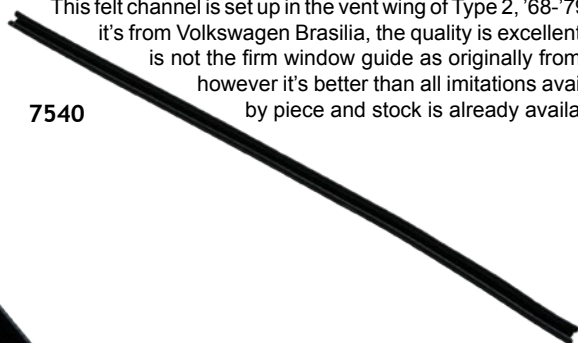 This felt channel is set up in the vent wing of Type 2, ’68-’79
it’s from Volkswagen Brasilia, the quality is excellent
is not the firm window guide as originally from
however it’s better than all imitations avai
7540
by piece and stock is already availa